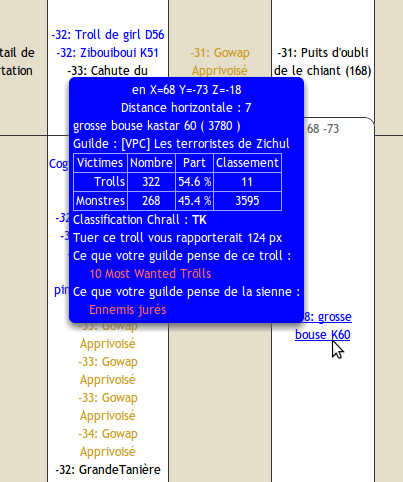 -32: Troll de girl D56
-32: Zibouiboui K51
-33: Cahute du
tail de
rtation
-31: Gowap
Apprivoisé
-31: Puits d'oubli
de le chiant (168)
en X=68 Y=-73 Z=-18
Distance horizontale : 7
grosse bouse kastar 60 ( 3780 )
Guilde : [VPC] Les terroristes de Zichul
Victimes Nombre Part Classement
Trolls 322 54.6 % 11
Monstres 268 45.4 % 3595
Classification Chrall : TK
Tuer ce troll vous rapporterait 124 px
Ce que votre guilde pense de ce troll :
10 Most Wanted Trõlls
Ce que votre guilde pense de la sienne :
Ennemis jurés
68 -73
Cog
-32
-3
pin
8: grosse
bouse K60
-33: Gowap
Apprivoisé
-33: Gowap
Apprivoisé
-33: Gowap
Apprivoisé
-34: Gowap
Apprivoisé
-32: GrandeTanière